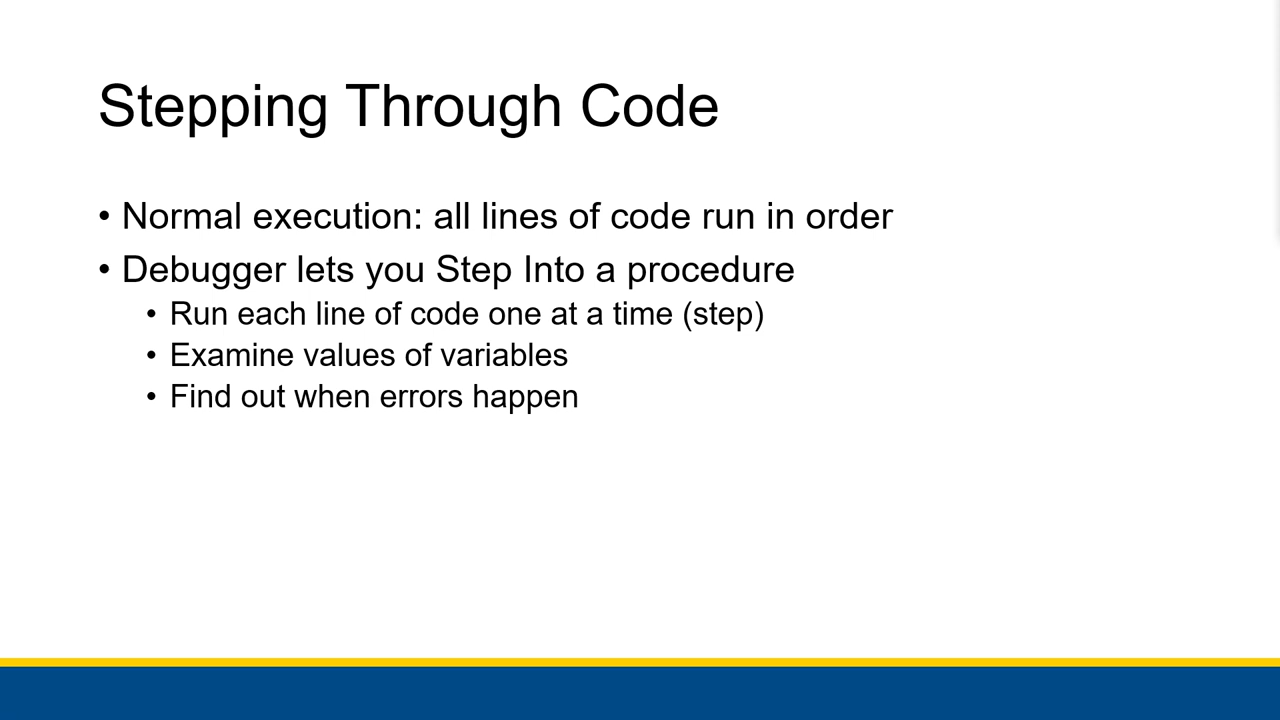 Stepping Through Code
• Normal execution: all lines of code run in order
• Debugger lets you Step Into a procedure
• Run each line of code one at a time (step)
• Examine values of variables
• Find out when errors happen